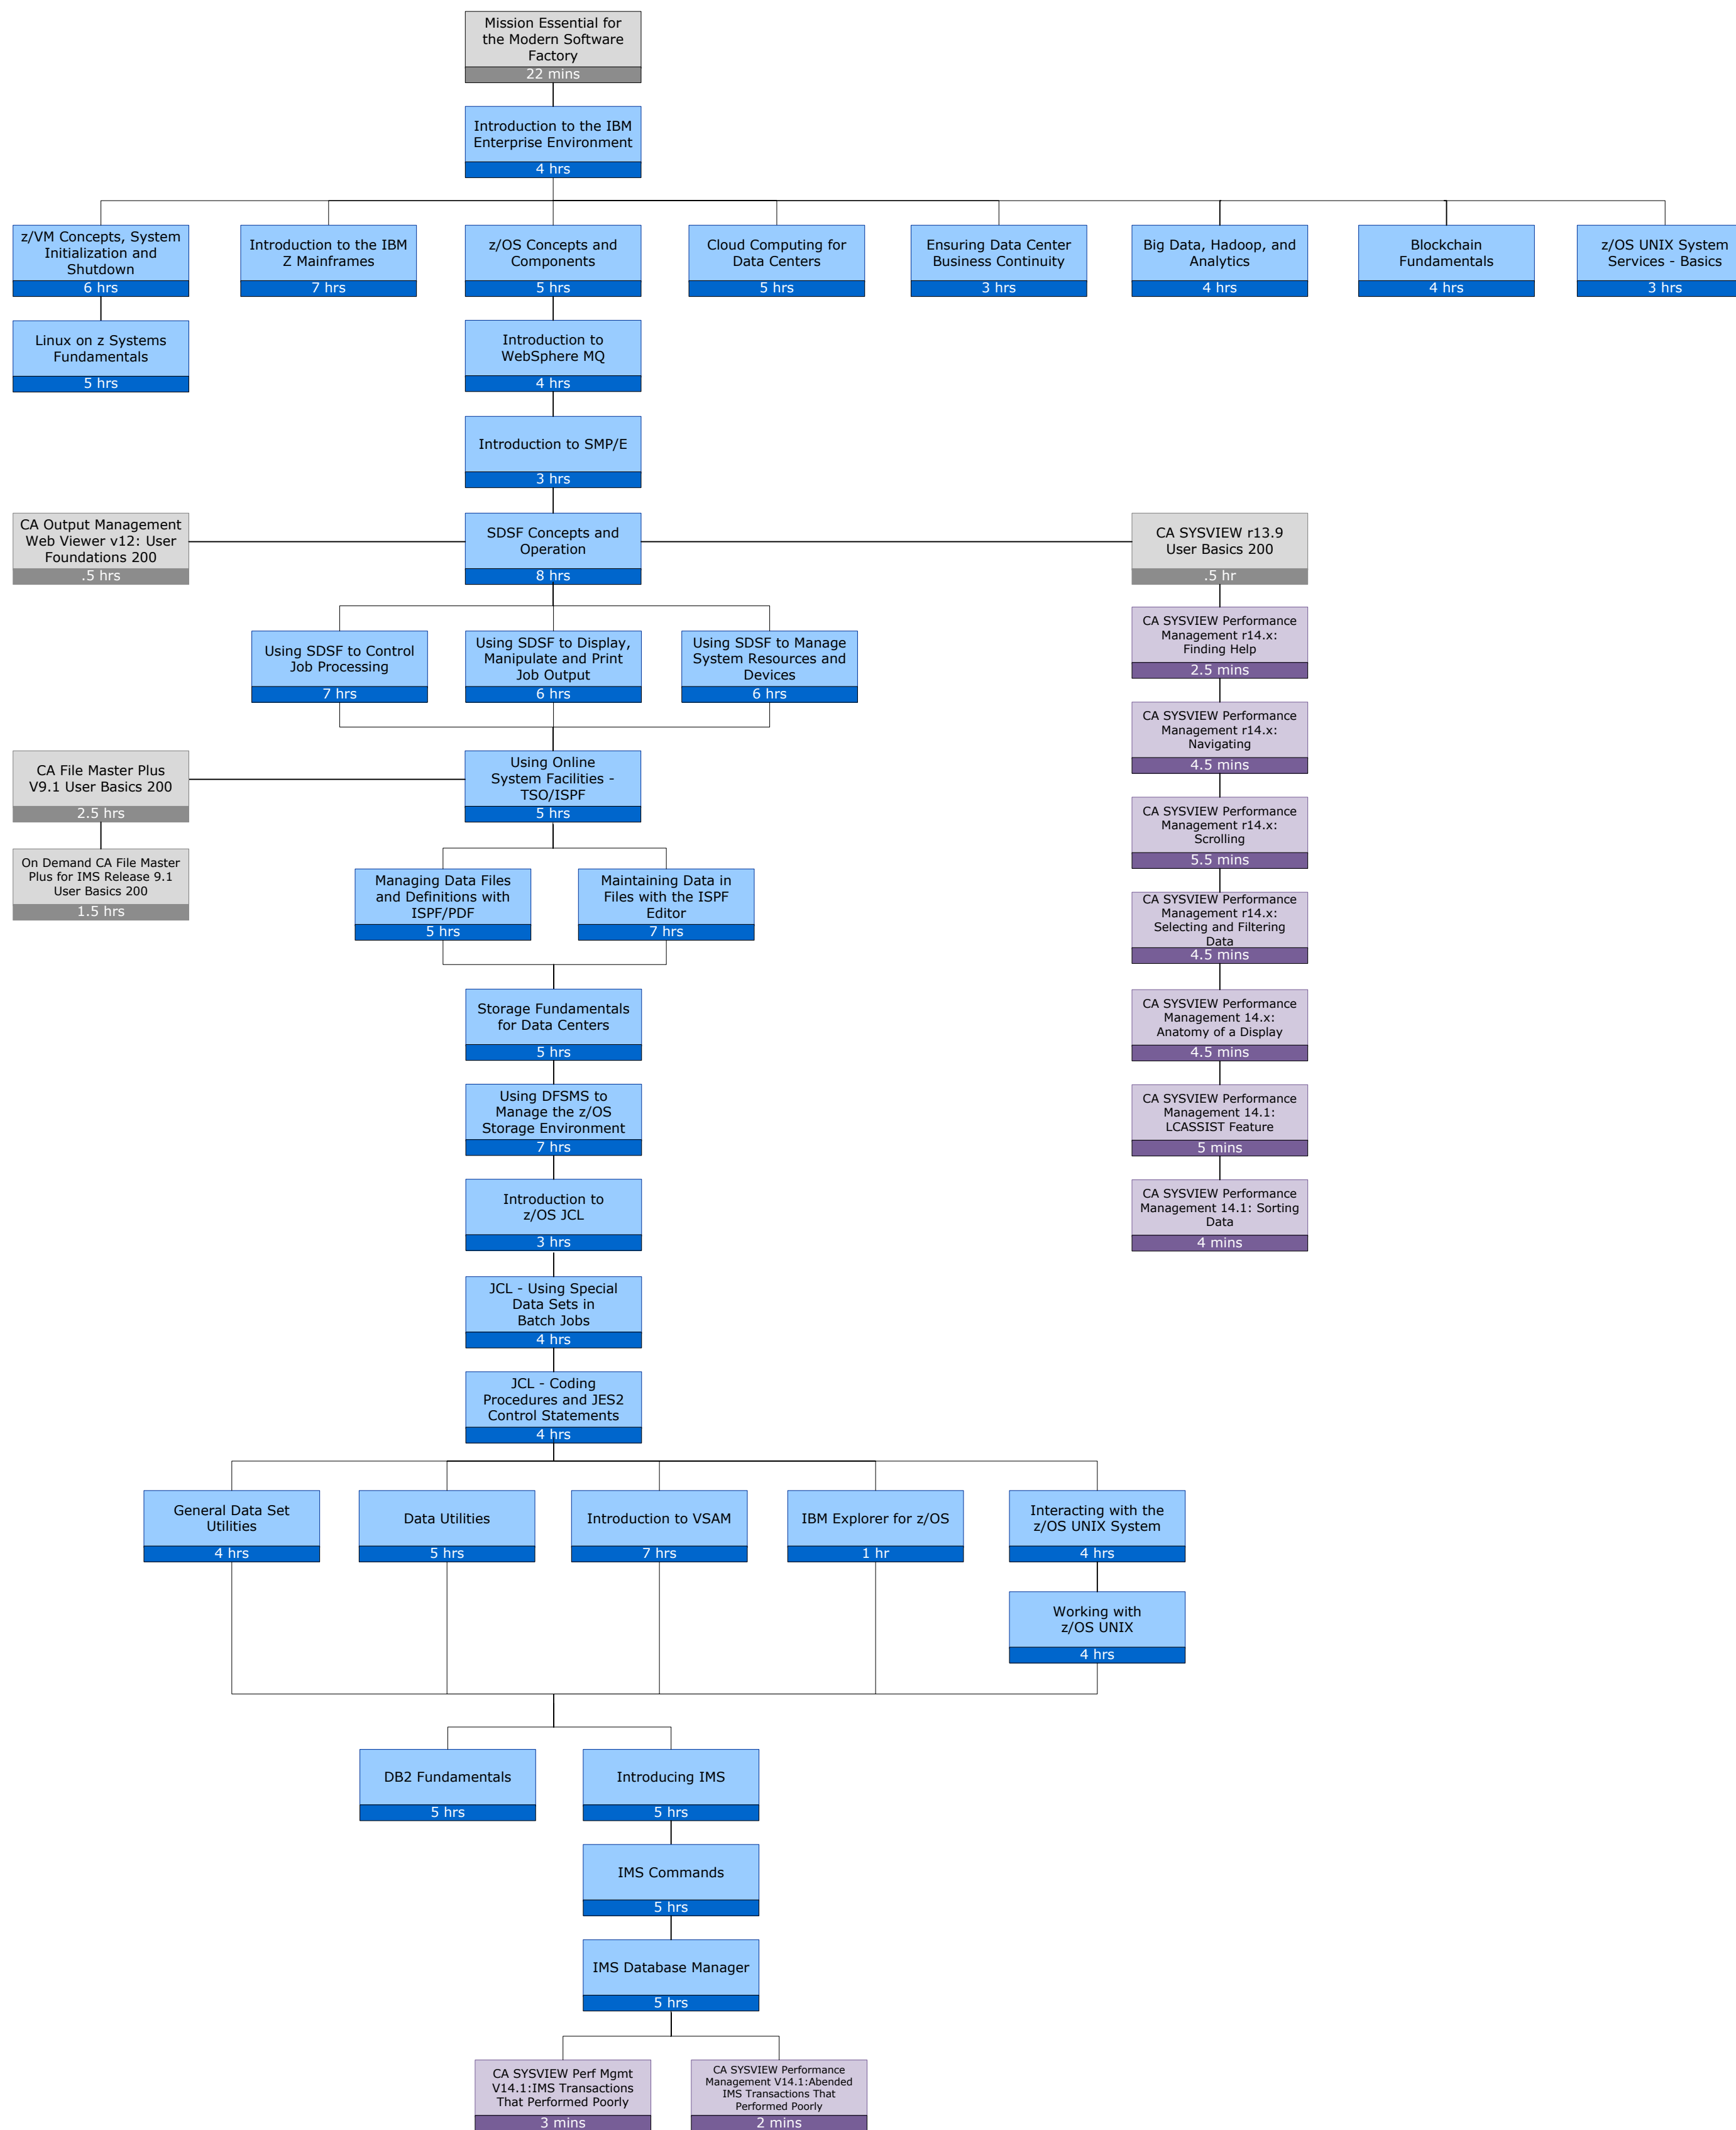 Mission Essential for
the Modern Software
Factory
22 mins
Introduction to the IBM
Enterprise Environment
4 hrs
z/VM Concepts, System
Initialization and
Shutdown
6 hrs
Introduction to the IBM
Z Mainframes
7 hrs
z/OS Concepts and
Components
5 hrs
Cloud Computing for
Data Centers
5 hrs
Ensuring Data Center
Business Continuity
3 hrs
Big Data, Hadoop, and
Analytics
4 hrs
Blockchain
Fundamentals
4 hrs
z/OS UNIX System
Services - Basics
3 hrs
Linux on z Systems
Fundamentals
5 hrs
Introduction to
WebSphere MQ
4 hrs
Introduction to SMP/E
3 hrs
CA Output Management
Web Viewer v12: User
Foundations 200
.5 hrs
SDSF Concepts and
Operation
8 hrs
CA SYSVIEW r13.9
User Basics 200
.5 hr
Using SDSF to Control
Job Processing
7 hrs
Using SDSF to Display,
Manipulate and Print
Job Output
6 hrs
Using SDSF to Manage
System Resources and
Devices
6 hrs
CA SYSVIEW Performance
Management r14.x:
Finding Help
2.5 mins
CA SYSVIEW Performance
Management r14.x:
Navigating
4.5 mins
CA File Master Plus
V9.1 User Basics 200
2.5 hrs
Using Online
System Facilities -
TSO/ISPF
5 hrs
CA SYSVIEW Performance
Management r14.x:
Scrolling
5.5 mins
On Demand CA File Master
Plus for IMS Release 9.1
User Basics 200
1.5 hrs
Managing Data Files
and Definitions with
ISPF/PDF
5 hrs
Maintaining Data in
Files with the ISPF
Editor
7 hrs
CA SYSVIEW Performance
Management r14.x:
Selecting and Filtering
Data
4.5 mins
Storage Fundamentals
for Data Centers
5 hrs
CA SYSVIEW Performance
Management 14.x:
Anatomy of a Display
4.5 mins
Using DFSMS to
Manage the z/OS
Storage Environment
7 hrs
CA SYSVIEW Performance
Management 14.1:
LCASSIST Feature
5 mins
Introduction to
z/OS JCL
3 hrs
CA SYSVIEW Performance
Management 14.1: Sorting
Data
4 mins
JCL - Using Special
Data Sets in
Batch Jobs
4 hrs
JCL - Coding
Procedures and JES2
Control Statements
4 hrs
General Data Set
Utilities
4 hrs
Data Utilities
5 hrs
Introduction to VSAM
7 hrs
IBM Explorer for z/OS
1 hr
Interacting with the
z/OS UNIX System
4 hrs
Working with
z/OS UNIX
4 hrs
DB2 Fundamentals
5 hrs
Introducing IMS
5 hrs
IMS Commands
5 hrs
IMS Database Manager
5 hrs
CA SYSVIEW Perf Mgmt
V14.1:IMS Transactions
That Performed Poorly
3 mins
CA SYSVIEW Performance
Management V14.1:Abended
IMS Transactions That
Performed Poorly
2 mins